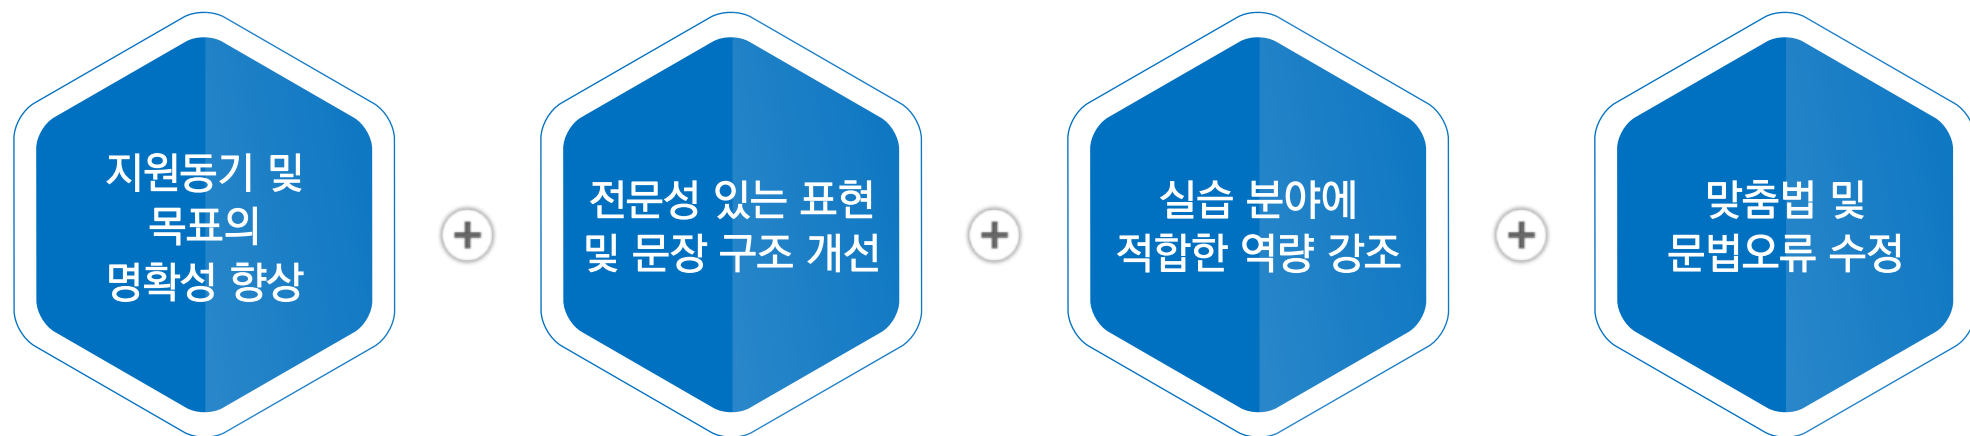 지원동기 및
목표의
명확성 향상
+
전문성 있는 표현
및 문장 구조 개선
+
실습 분야에
적합한 역량 강조
+
맞춤법 및
문법오류 수정